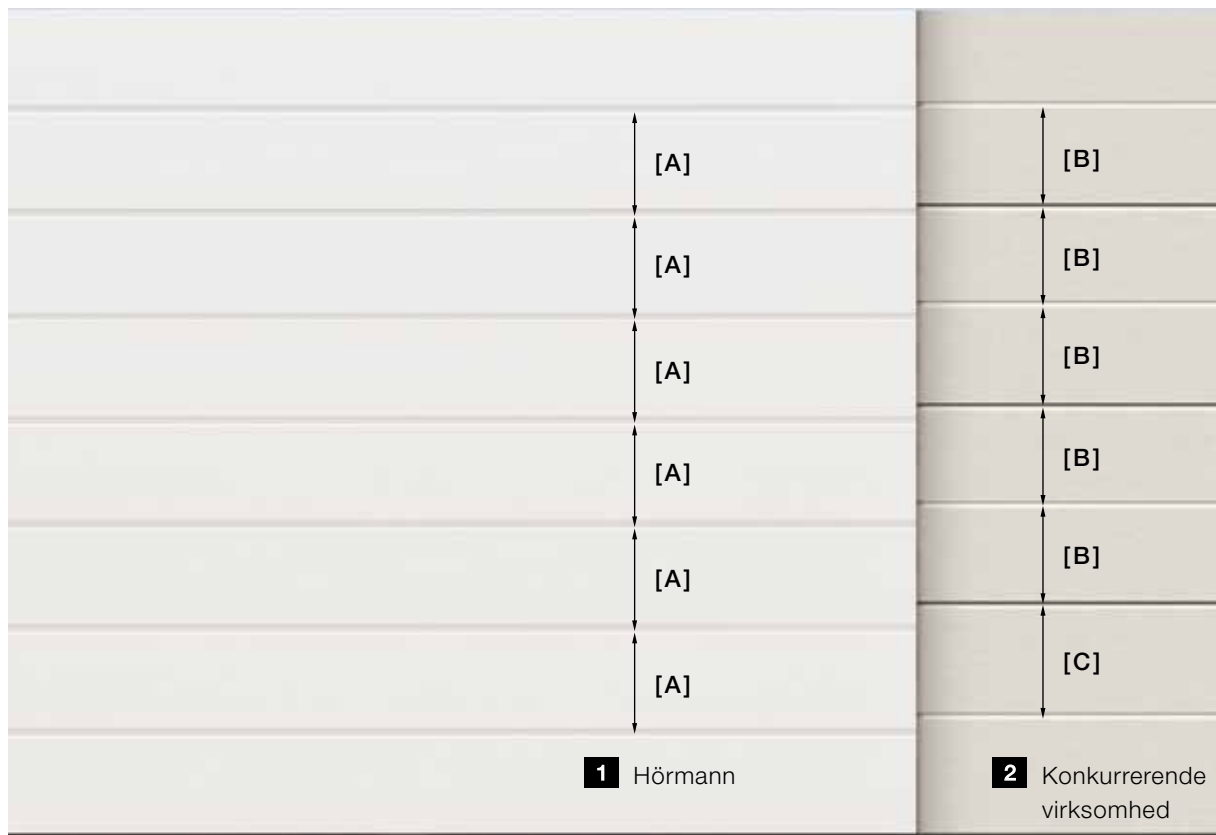 [A]
[B]
[A]
[B]
[A]
[B]
[A]
[B]
[A]
[B]
[A]
[C]
1 Hörmann
2 Konkurrerende
virksomhed